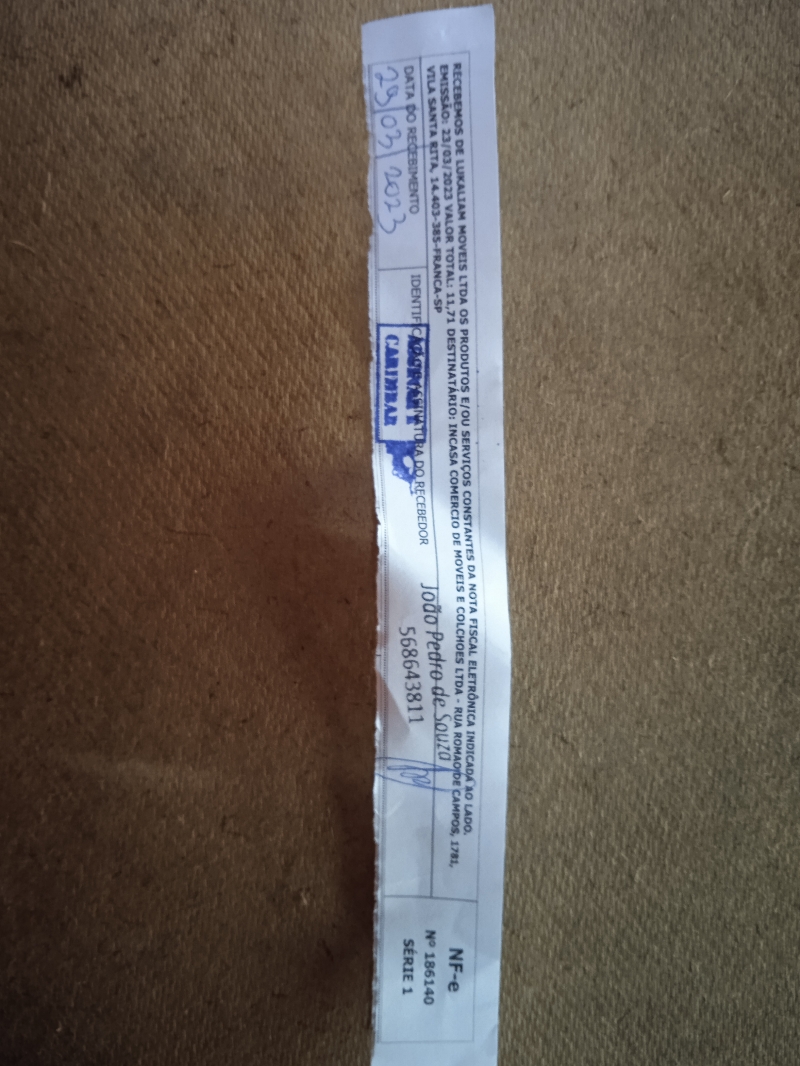 RECEBEMOS DE LUKALIAM MOVEIS LTDA OS PRODUTOS E/OU SERVIÇOS CONSTANTES DA NOTA FISCAL ELETRÔNICA INDICADA AO LADO.
EMISSÃO: 23/03/2023 VALOR TOTAL: 11,71 DESTINATÁRIO: INCASA COMERCIO DE MOVEIS E COLCHOES LTDA - RUA ROMAO DE CAMPOS, 1781,
VILA SANTA RITA, 14.403-385-FRANCA-SP
NF-e
Nº 186140
SÉRIE 1
DATA DO RECEBIMENTO
29/03/2023
IDENTIFICAÇÃO E ASSINATURA DO RECEBEDOR
CARIMBAR
João Pedro de Souza
568643811